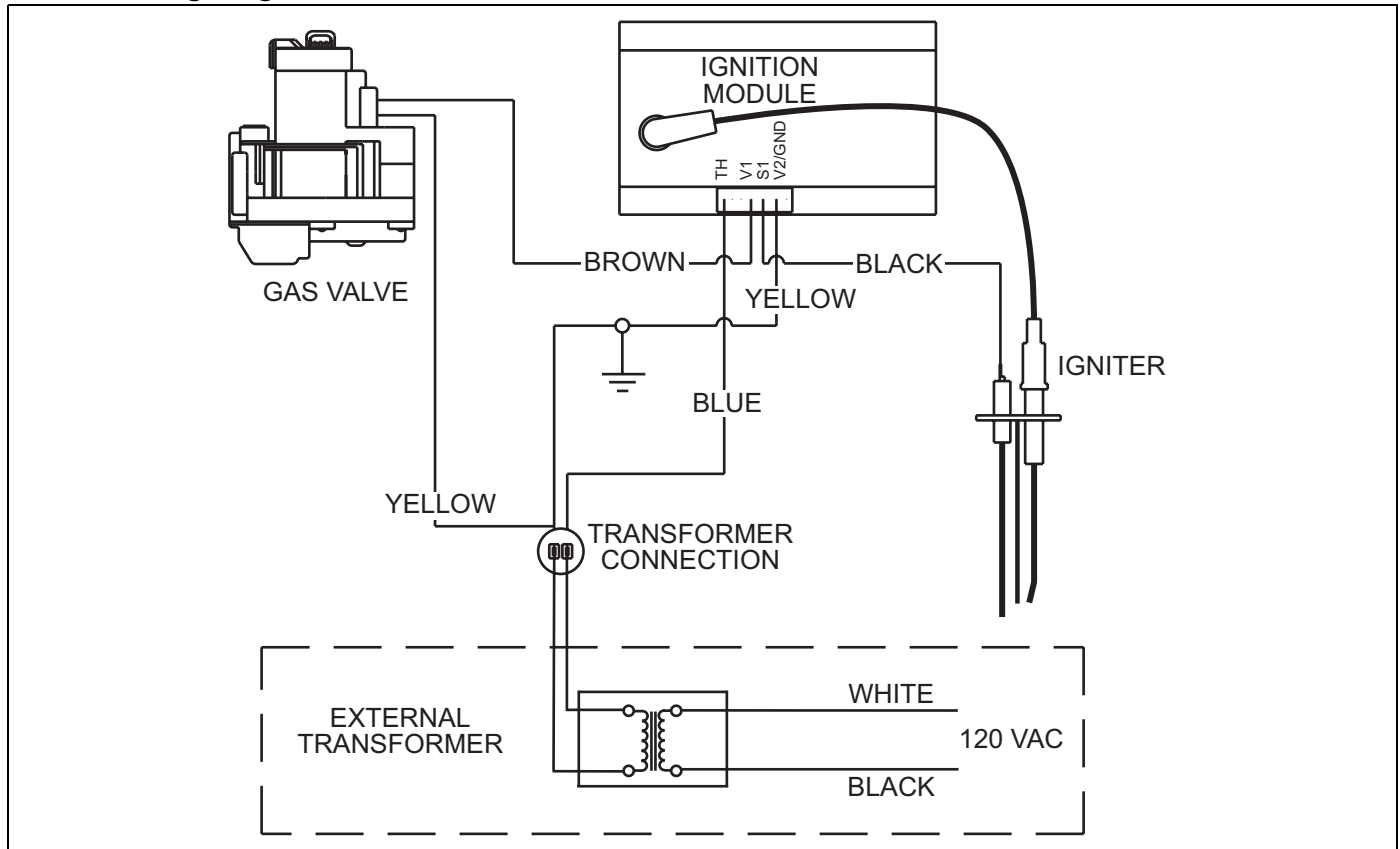 IGNITION
MODULE
TH
V1
S1
V2/GND
GAS VALVE
BROWN
BLACK
YELLOW
IGNITER
BLUE
YELLOW
TRANSFORMER
CONNECTION
EXTERNAL
TRANSFORMER
WHITE
120 VAC
BLACK